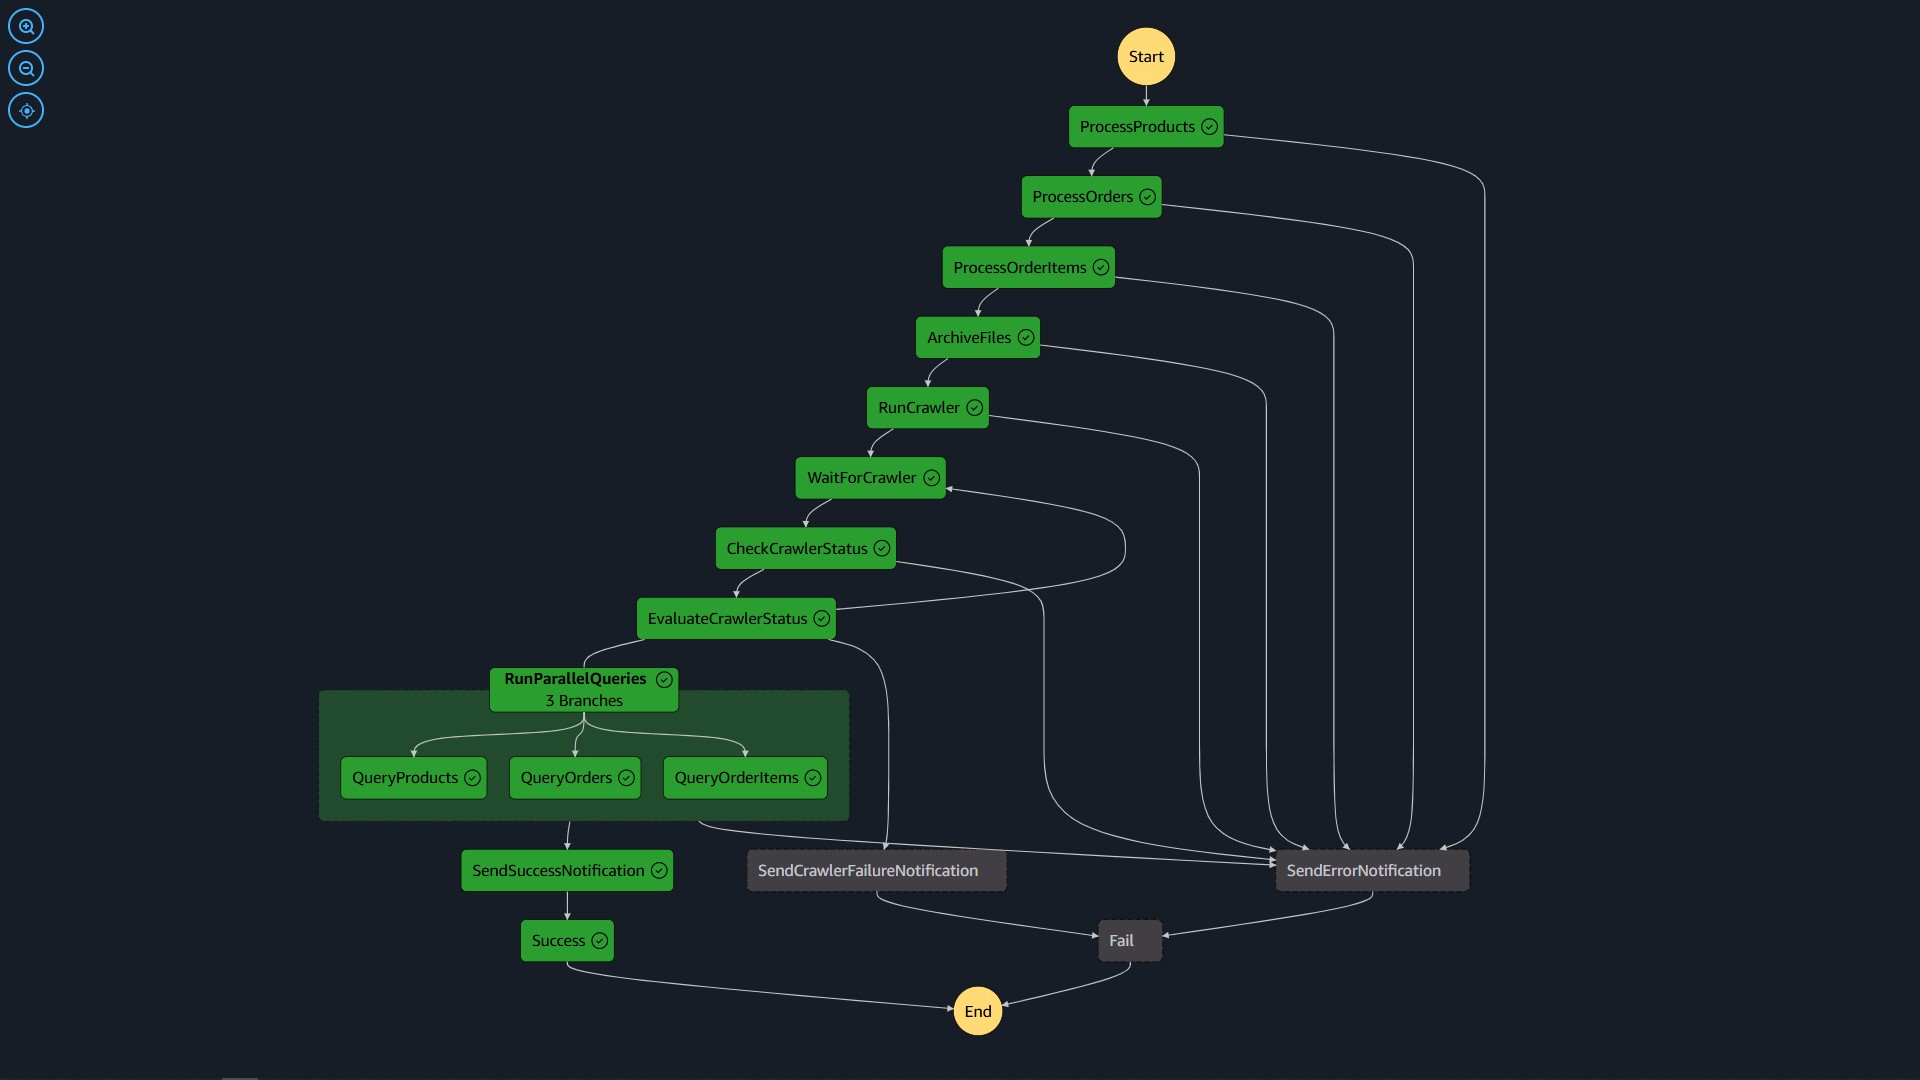 Start
ProcessProducts
ProcessOrders
ProcessOrderItems
ArchiveFiles
RunCrawler
WaitForCrawler
CheckCrawlerStatus
EvaluateCrawlerStatus
RunParallelQueries
3 Branches
QueryProducts
QueryOrders
QueryOrderItems
SendSuccessNotification
SendCrawlerFailureNotification
SendErrorNotification
Success
Fail
End